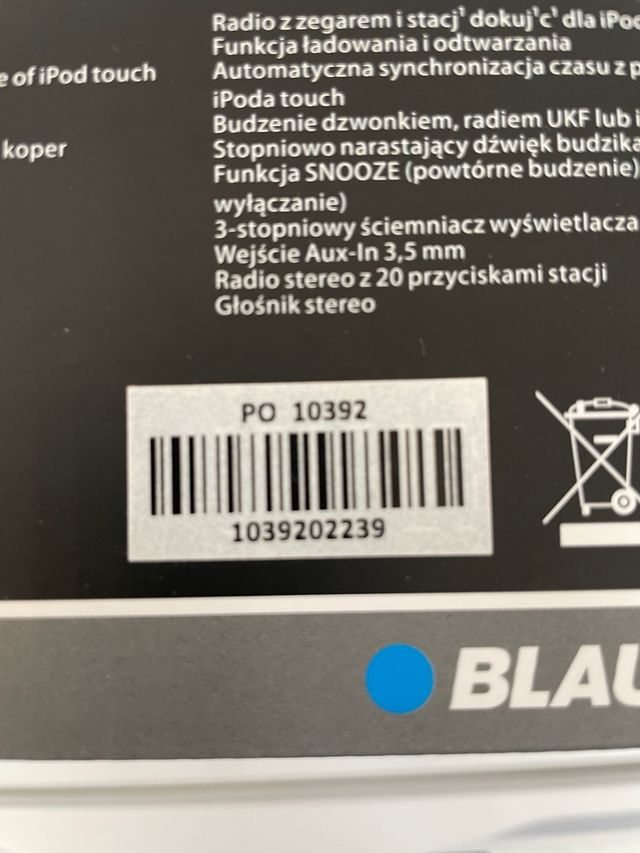 Radio z zegarem i stacj¹ dokuj¹c¹ dla iPod
Funkcja ładowania i odtwarzania
e of iPod touch
Automatyczna synchronizacja czasu z p
iPoda touch
Budzenie dzwonkiem, radiem UKF lub i
koper
Stopniowo narastający dźwięk budzika
Funkcja SNOOZE (powtórne budzenie)
wyłączanie)
3-stopniowy ściemniacz wyświetlacza
Wejście Aux-In 3,5 mm
Radio stereo z 20 przyciskami stacji
Głośnik stereo
PO 10392
1039202239
BLAU